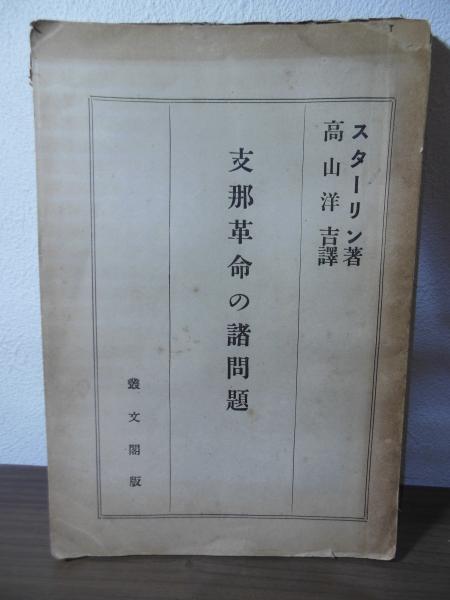 スターリン著
高山洋吉譯
支那革命の諸問題
叢文閣版